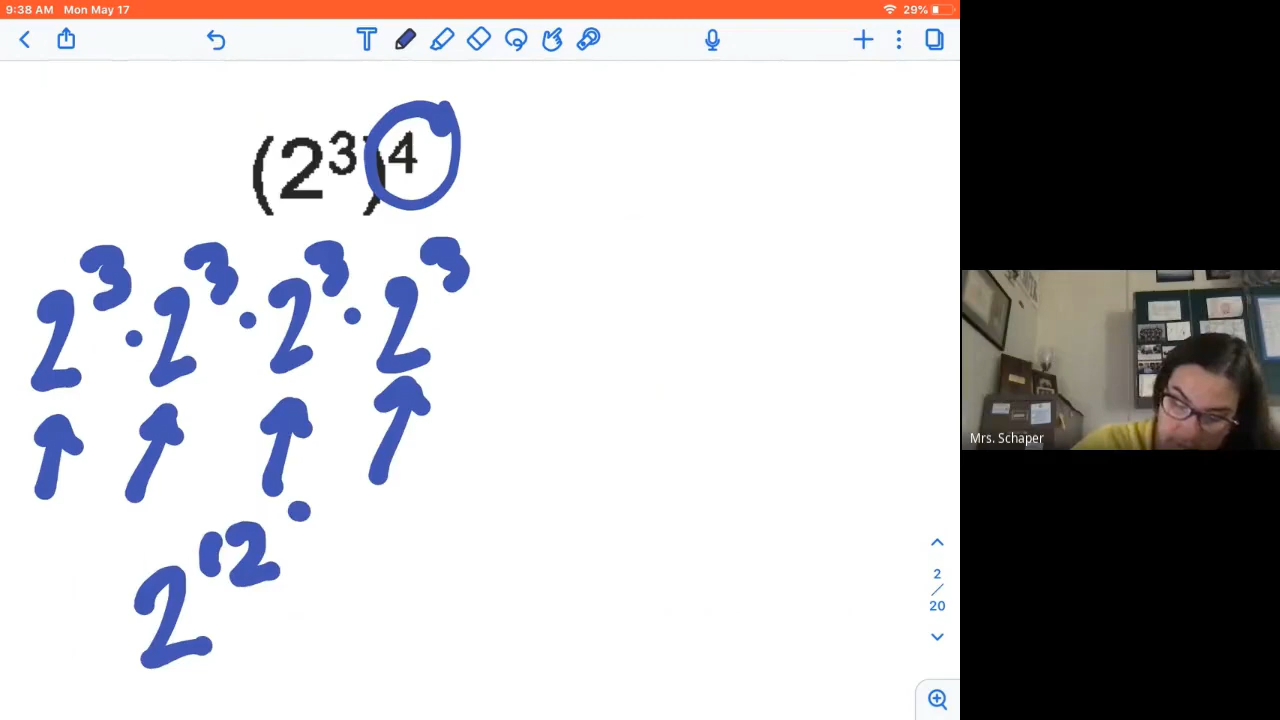 9:38 AM Mon May 17
29%
(2³)⁴
2³ · 2³ · 2³ · 2³
2¹²
Mrs. Schaper
2
/
20